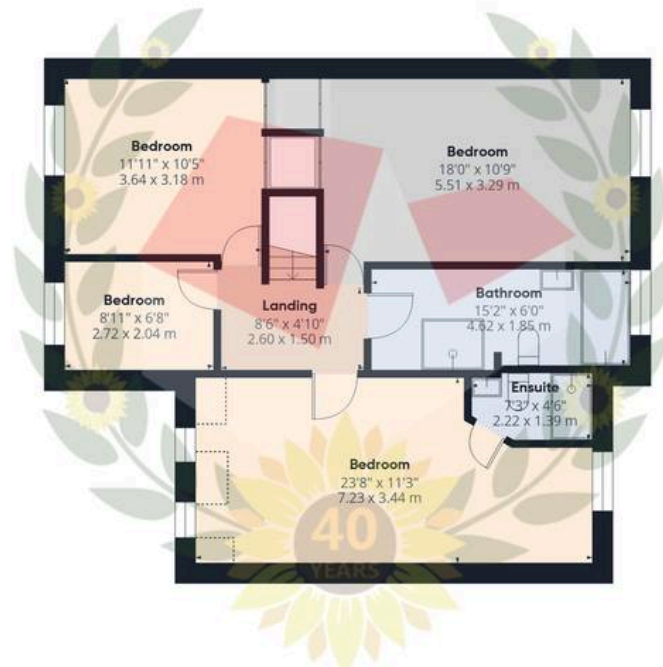 Bedroom
11'11" x 10'5"
3.64 x 3.18 m
Bedroom
18'0" x 10'9"
5.51 x 3.29 m
Bedroom
8'11" x 6'8"
2.72 x 2.04 m
Landing
8'6" x 4'10"
2.60 x 1.50 m
Bathroom
15'2" x 6'0"
4.62 x 1.85 m
Ensuite
7'3" x 4'6"
2.22 x 1.39 m
Bedroom
23'8" x 11'3"
7.23 x 3.44 m
40
YEARS